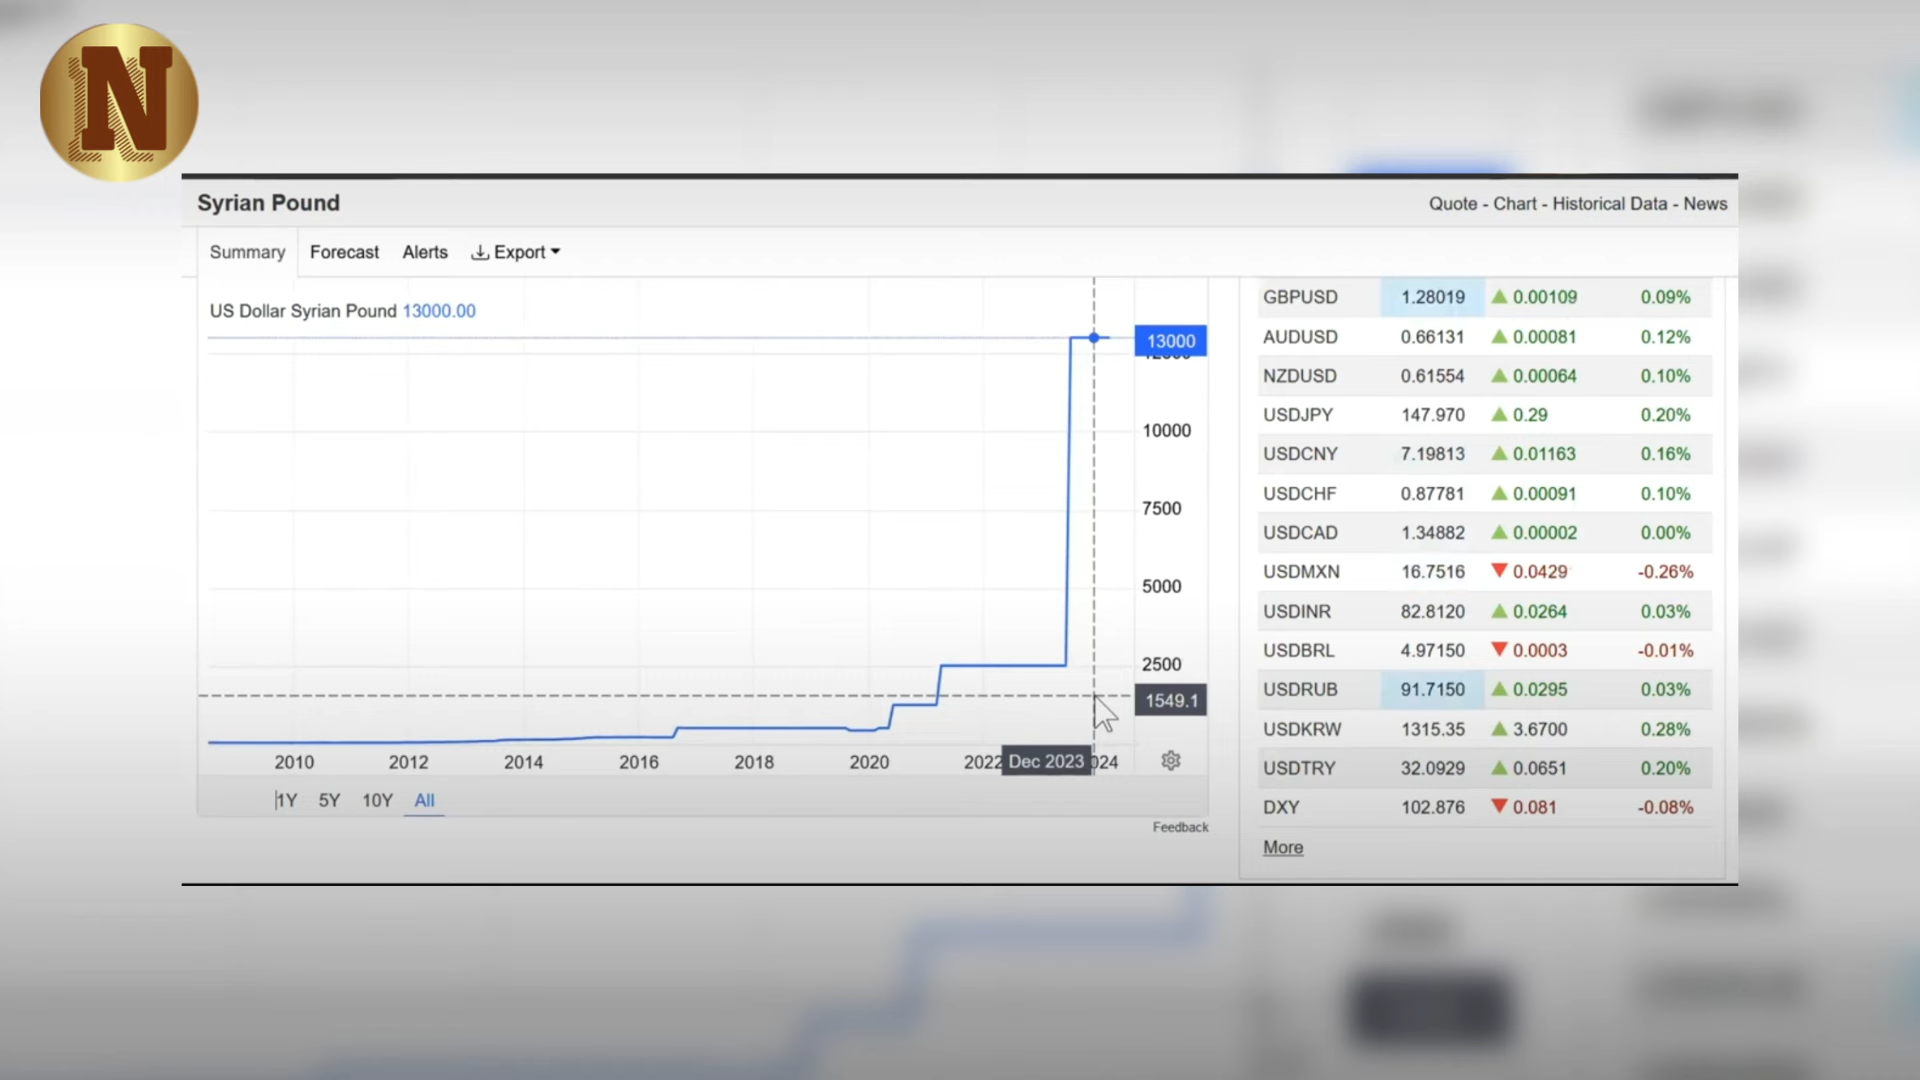 N
Syrian Pound
Quote - Chart - Historical Data - News
Summary Forecast Alerts Export
US Dollar Syrian Pound 13000.00
13000
10000
7500
5000
2500
1549.1
2010 2012 2014 2016 2018 2020 2022 Dec 2023 024
1Y 5Y 10Y All
Feedback
GBPUSD 1.28019 0.00109 0.09%
AUDUSD 0.66131 0.00081 0.12%
NZDUSD 0.61554 0.00064 0.10%
USDJPY 147.970 0.29 0.20%
USDCNY 7.19813 0.01163 0.16%
USDCHF 0.87781 0.00091 0.10%
USDCAD 1.34882 0.00002 0.00%
USDMXN 16.7516 0.0429 -0.26%
USDINR 82.8120 0.0264 0.03%
USDBRL 4.97150 0.0003 -0.01%
USDRUB 91.7150 0.0295 0.03%
USDKRW 1315.35 3.6700 0.28%
USDTRY 32.0929 0.0651 0.20%
DXY 102.876 0.081 -0.08%
More